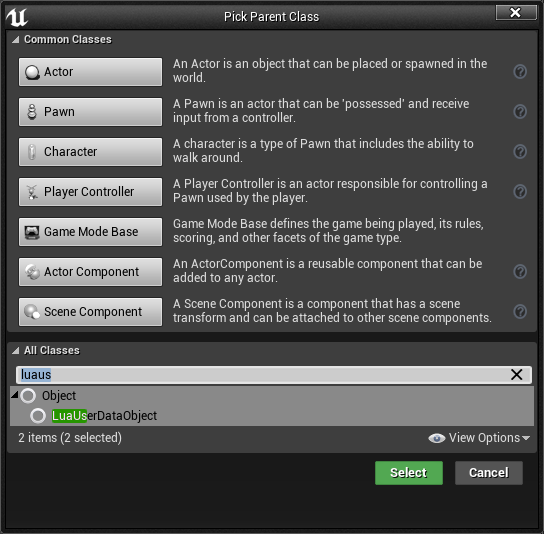 Pick Parent Class
Common Classes
Actor
An Actor is an object that can be placed or spawned in the
world.
Pawn
A Pawn is an actor that can be 'possessed' and receive
input from a controller.
Character
A character is a type of Pawn that includes the ability to
walk around.
Player Controller
A Player Controller is an actor responsible for controlling a
Pawn used by the player.
Game Mode Base
Game Mode Base defines the game being played, its rules,
scoring, and other facets of the game type.
Actor Component
An ActorComponent is a reusable component that can be
added to any actor.
Scene Component
A Scene Component is a component that has a scene
transform and can be attached to other scene components.
All Classes
luaus
Object
LuaUserDataObject
2 items (2 selected)
View Options
Select
Cancel